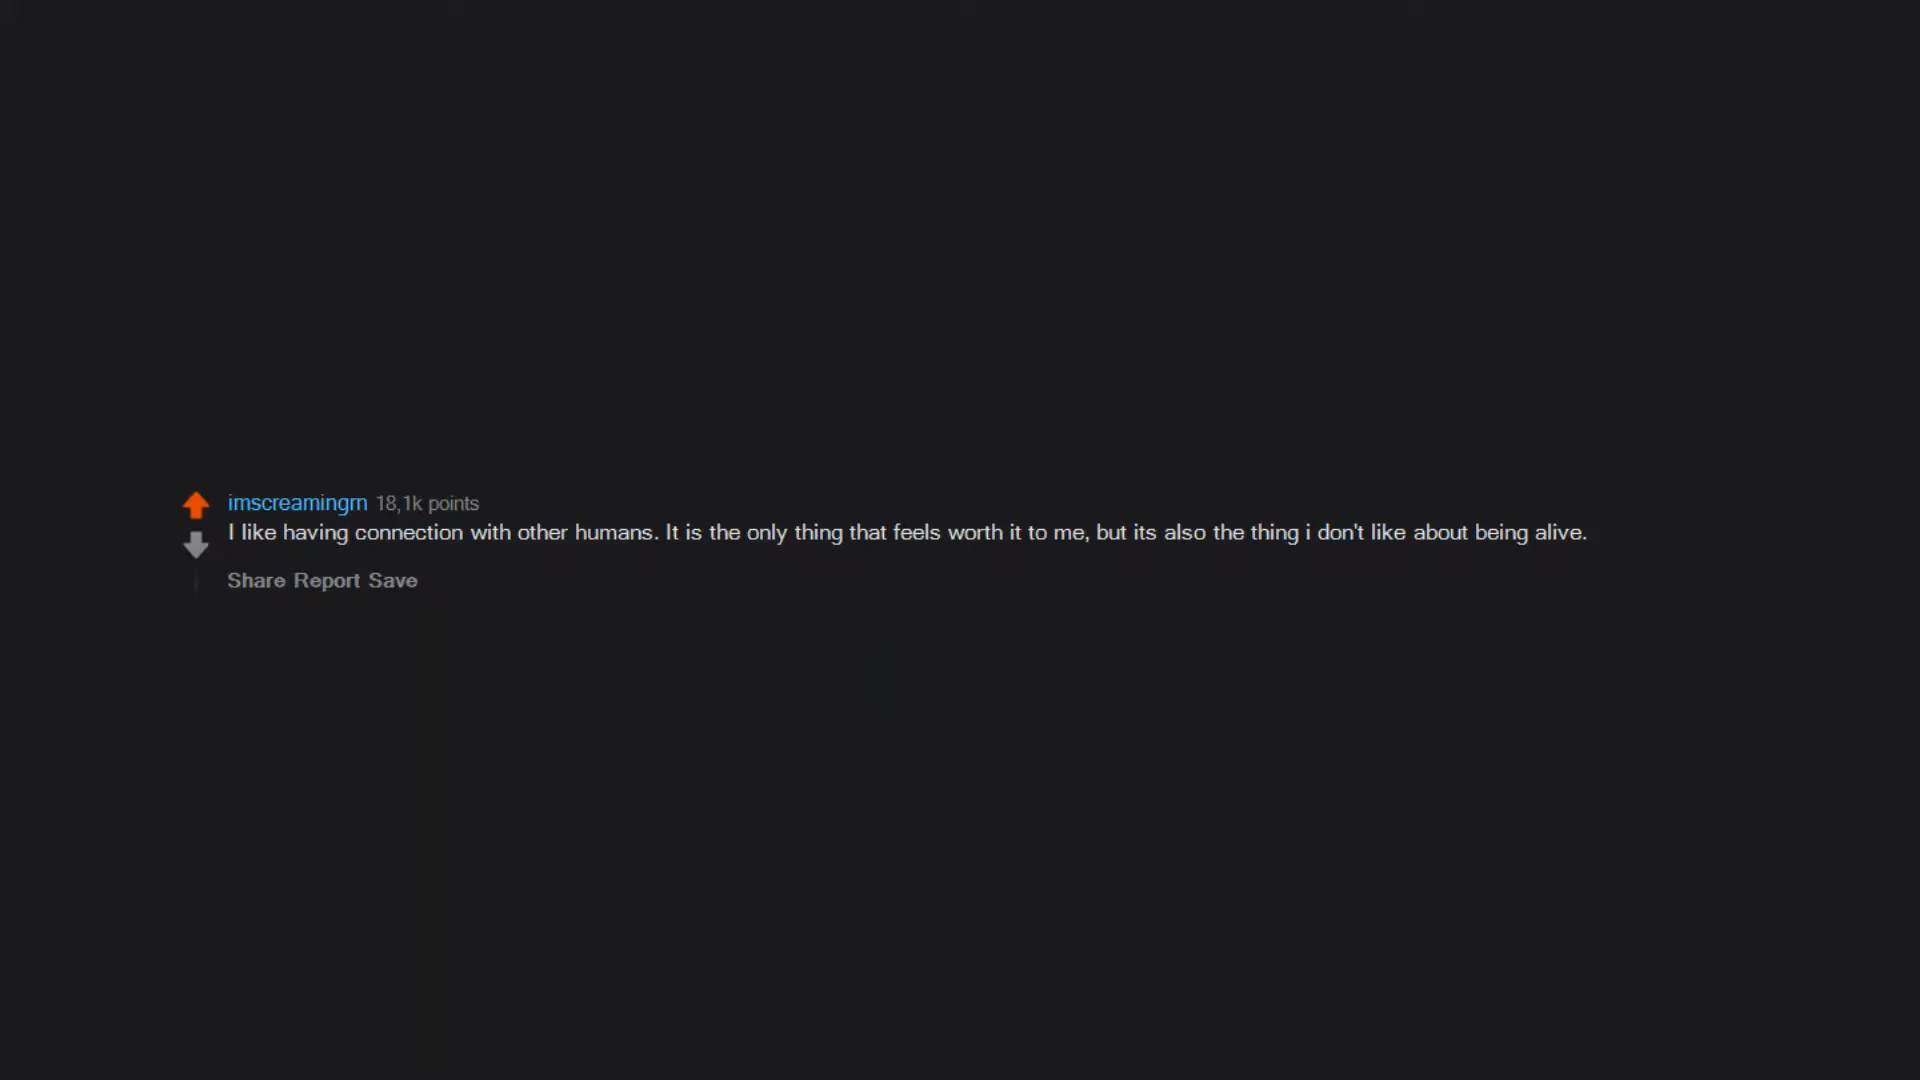 imscreamingrn 18,1k points
I like having connection with other humans. It is the only thing that feels worth it to me, but its also the thing i don't like about being alive.
Share Report Save